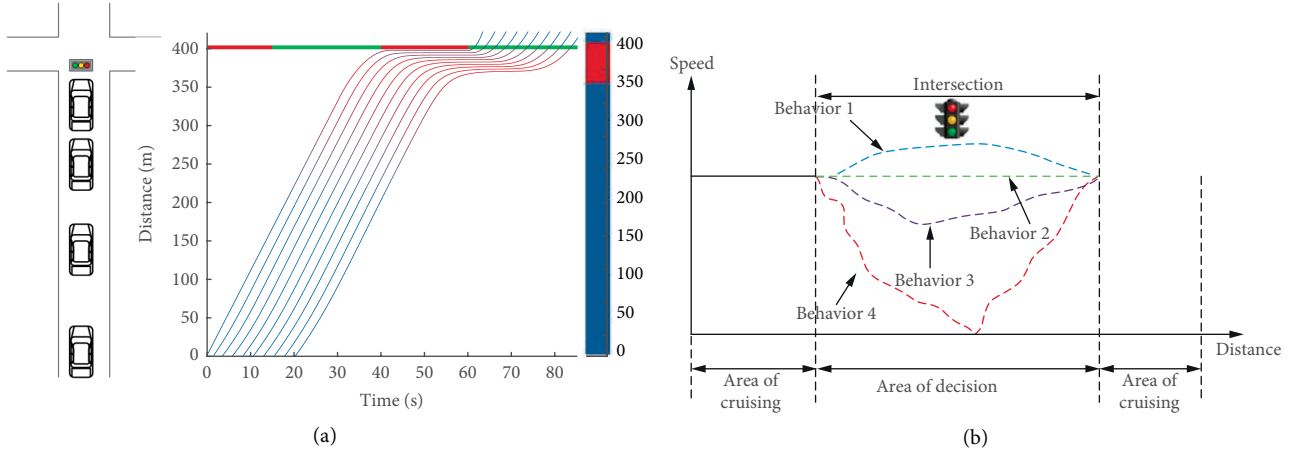 400
350
300
250
200
150
100
50
0
Distance (m)
0
10
20
30
40
50
60
70
80
Time (s)
400
350
300
250
200
150
100
50
0
(a)
Speed
Intersection
Behavior 1
Behavior 2
Behavior 3
Behavior 4
Distance
Area of
cruising
Area of decision
Area of
cruising
(b)